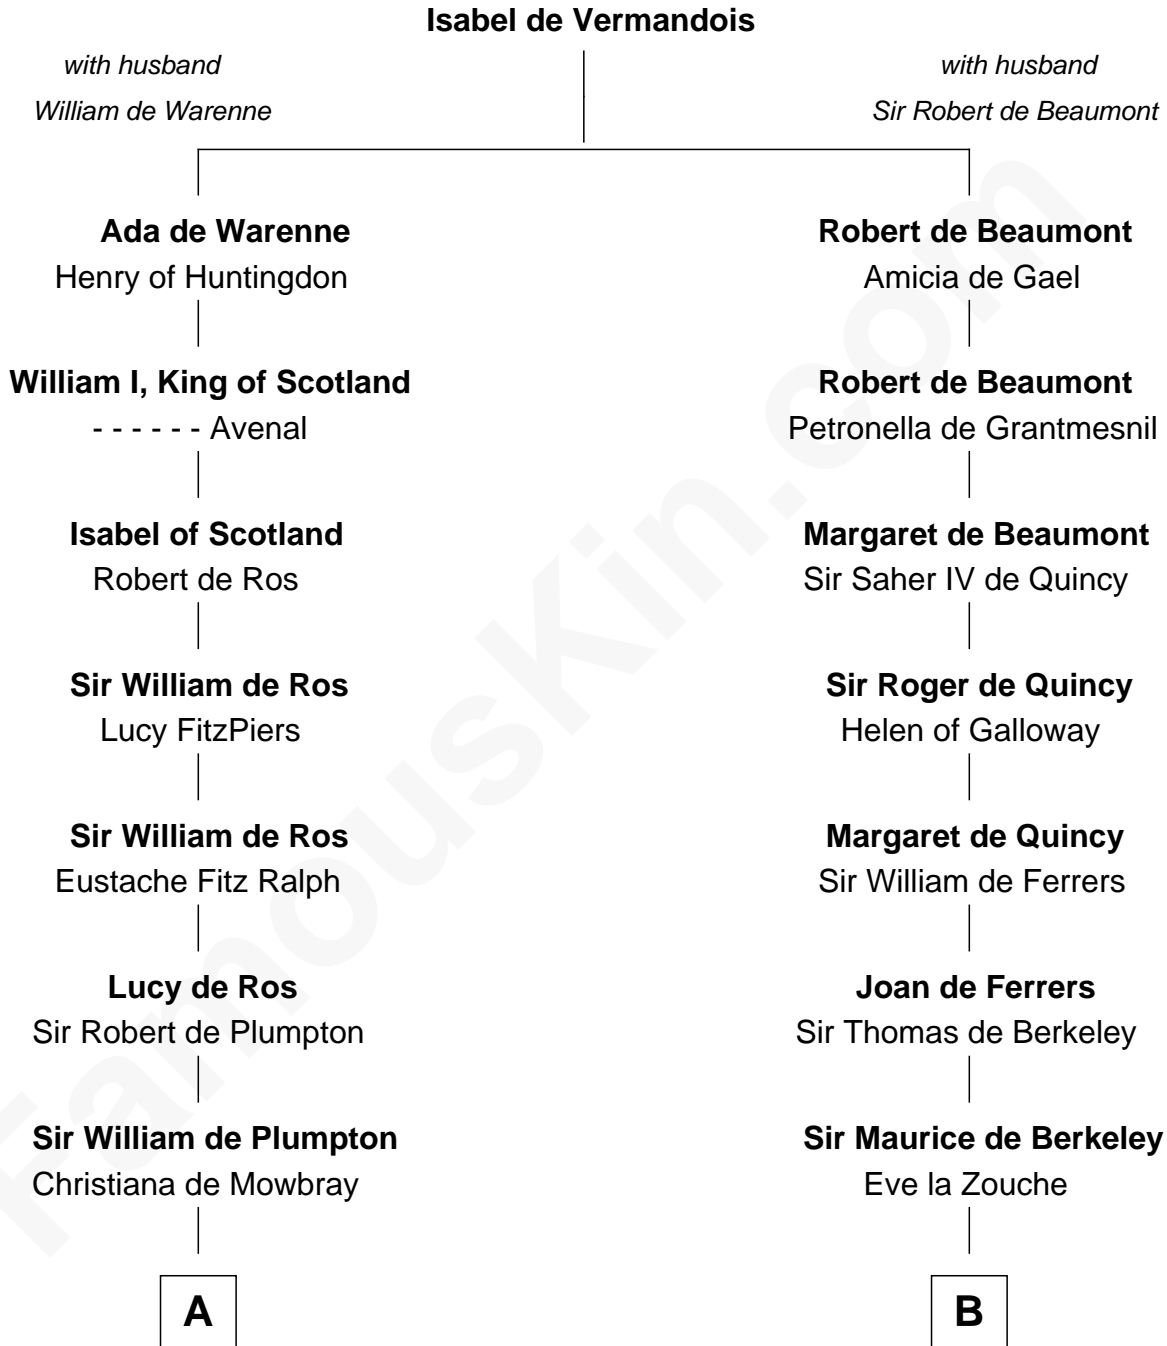 Isabel de Vermandois
with husband
William de Warenne
with husband
Sir Robert de Beaumont
Ada de Warenne
Henry of Huntingdon
William I, King of Scotland
- - - - - - Avenal
Isabel of Scotland
Robert de Ros
Sir William de Ros
Lucy FitzPiers
Sir William de Ros
Eustache Fitz Ralph
Lucy de Ros
Sir Robert de Plumpton
Sir William de Plumpton
Christiana de Mowbray
A
Robert de Beaumont
Amicia de Gael
Robert de Beaumont
Petronella de Grantmesnil
Margaret de Beaumont
Sir Saher IV de Quincy
Sir Roger de Quincy
Helen of Galloway
Margaret de Quincy
Sir William de Ferrers
Joan de Ferrers
Sir Thomas de Berkeley
Sir Maurice de Berkeley
Eve la Zouche
B
FamousKin.com